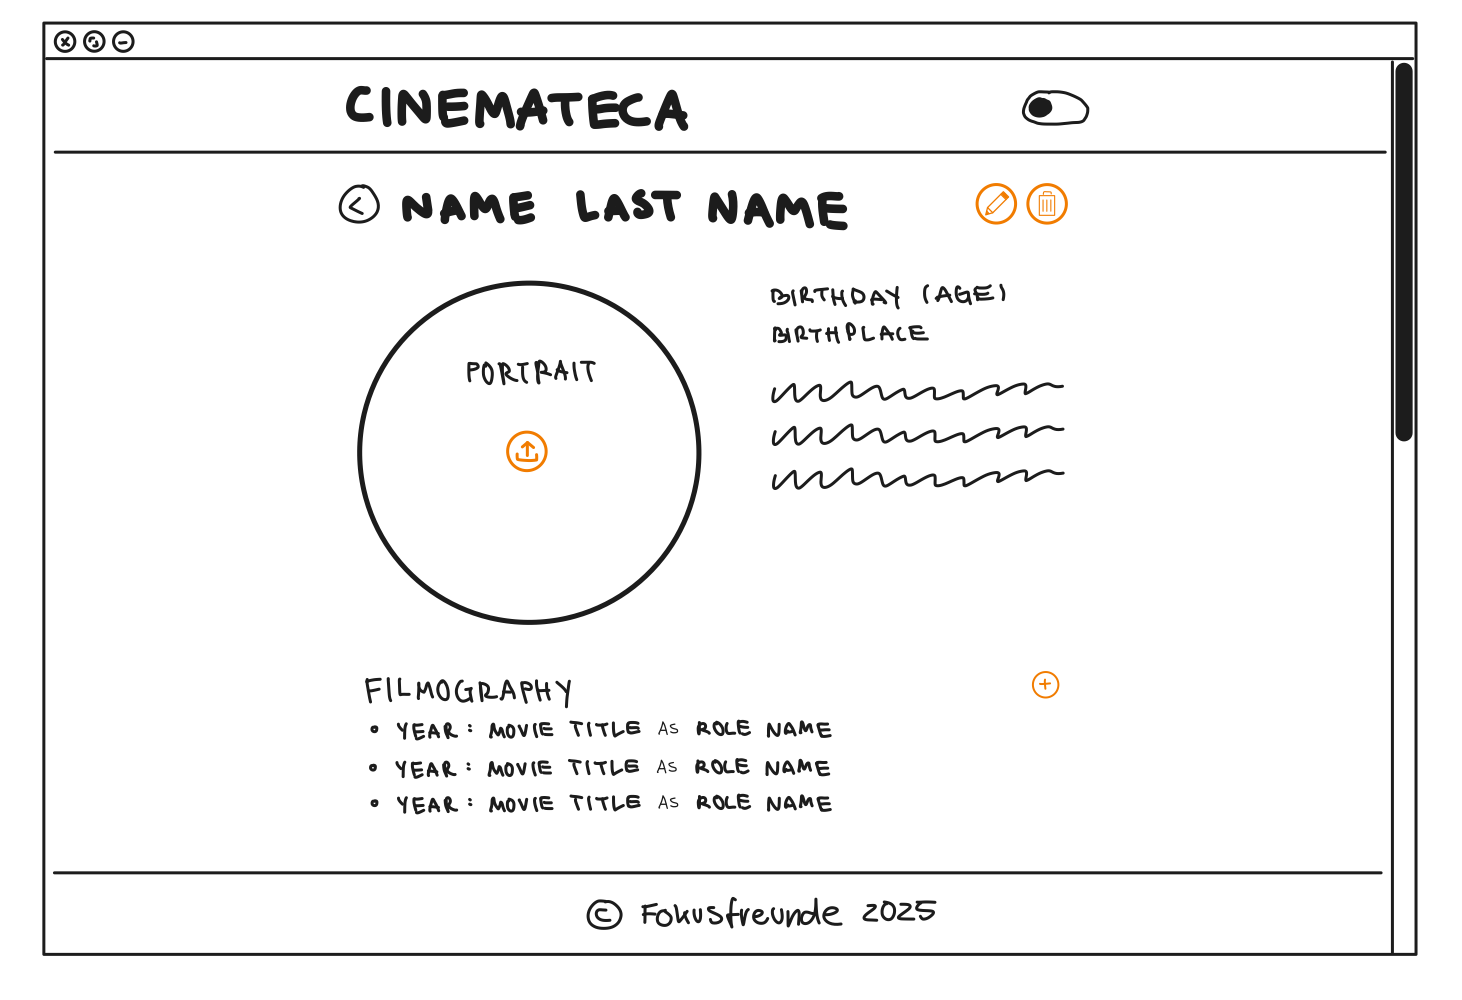 CINEMATECA
NAME LAST NAME
BIRTHDAY (AGE)
BIRTHPLACE
PORTRAIT
FILMOGRAPHY
• YEAR: MOVIE TITLE AS ROLE NAME
• YEAR: MOVIE TITLE AS ROLE NAME
• YEAR: MOVIE TITLE AS ROLE NAME
© Fokusfreunde 2025